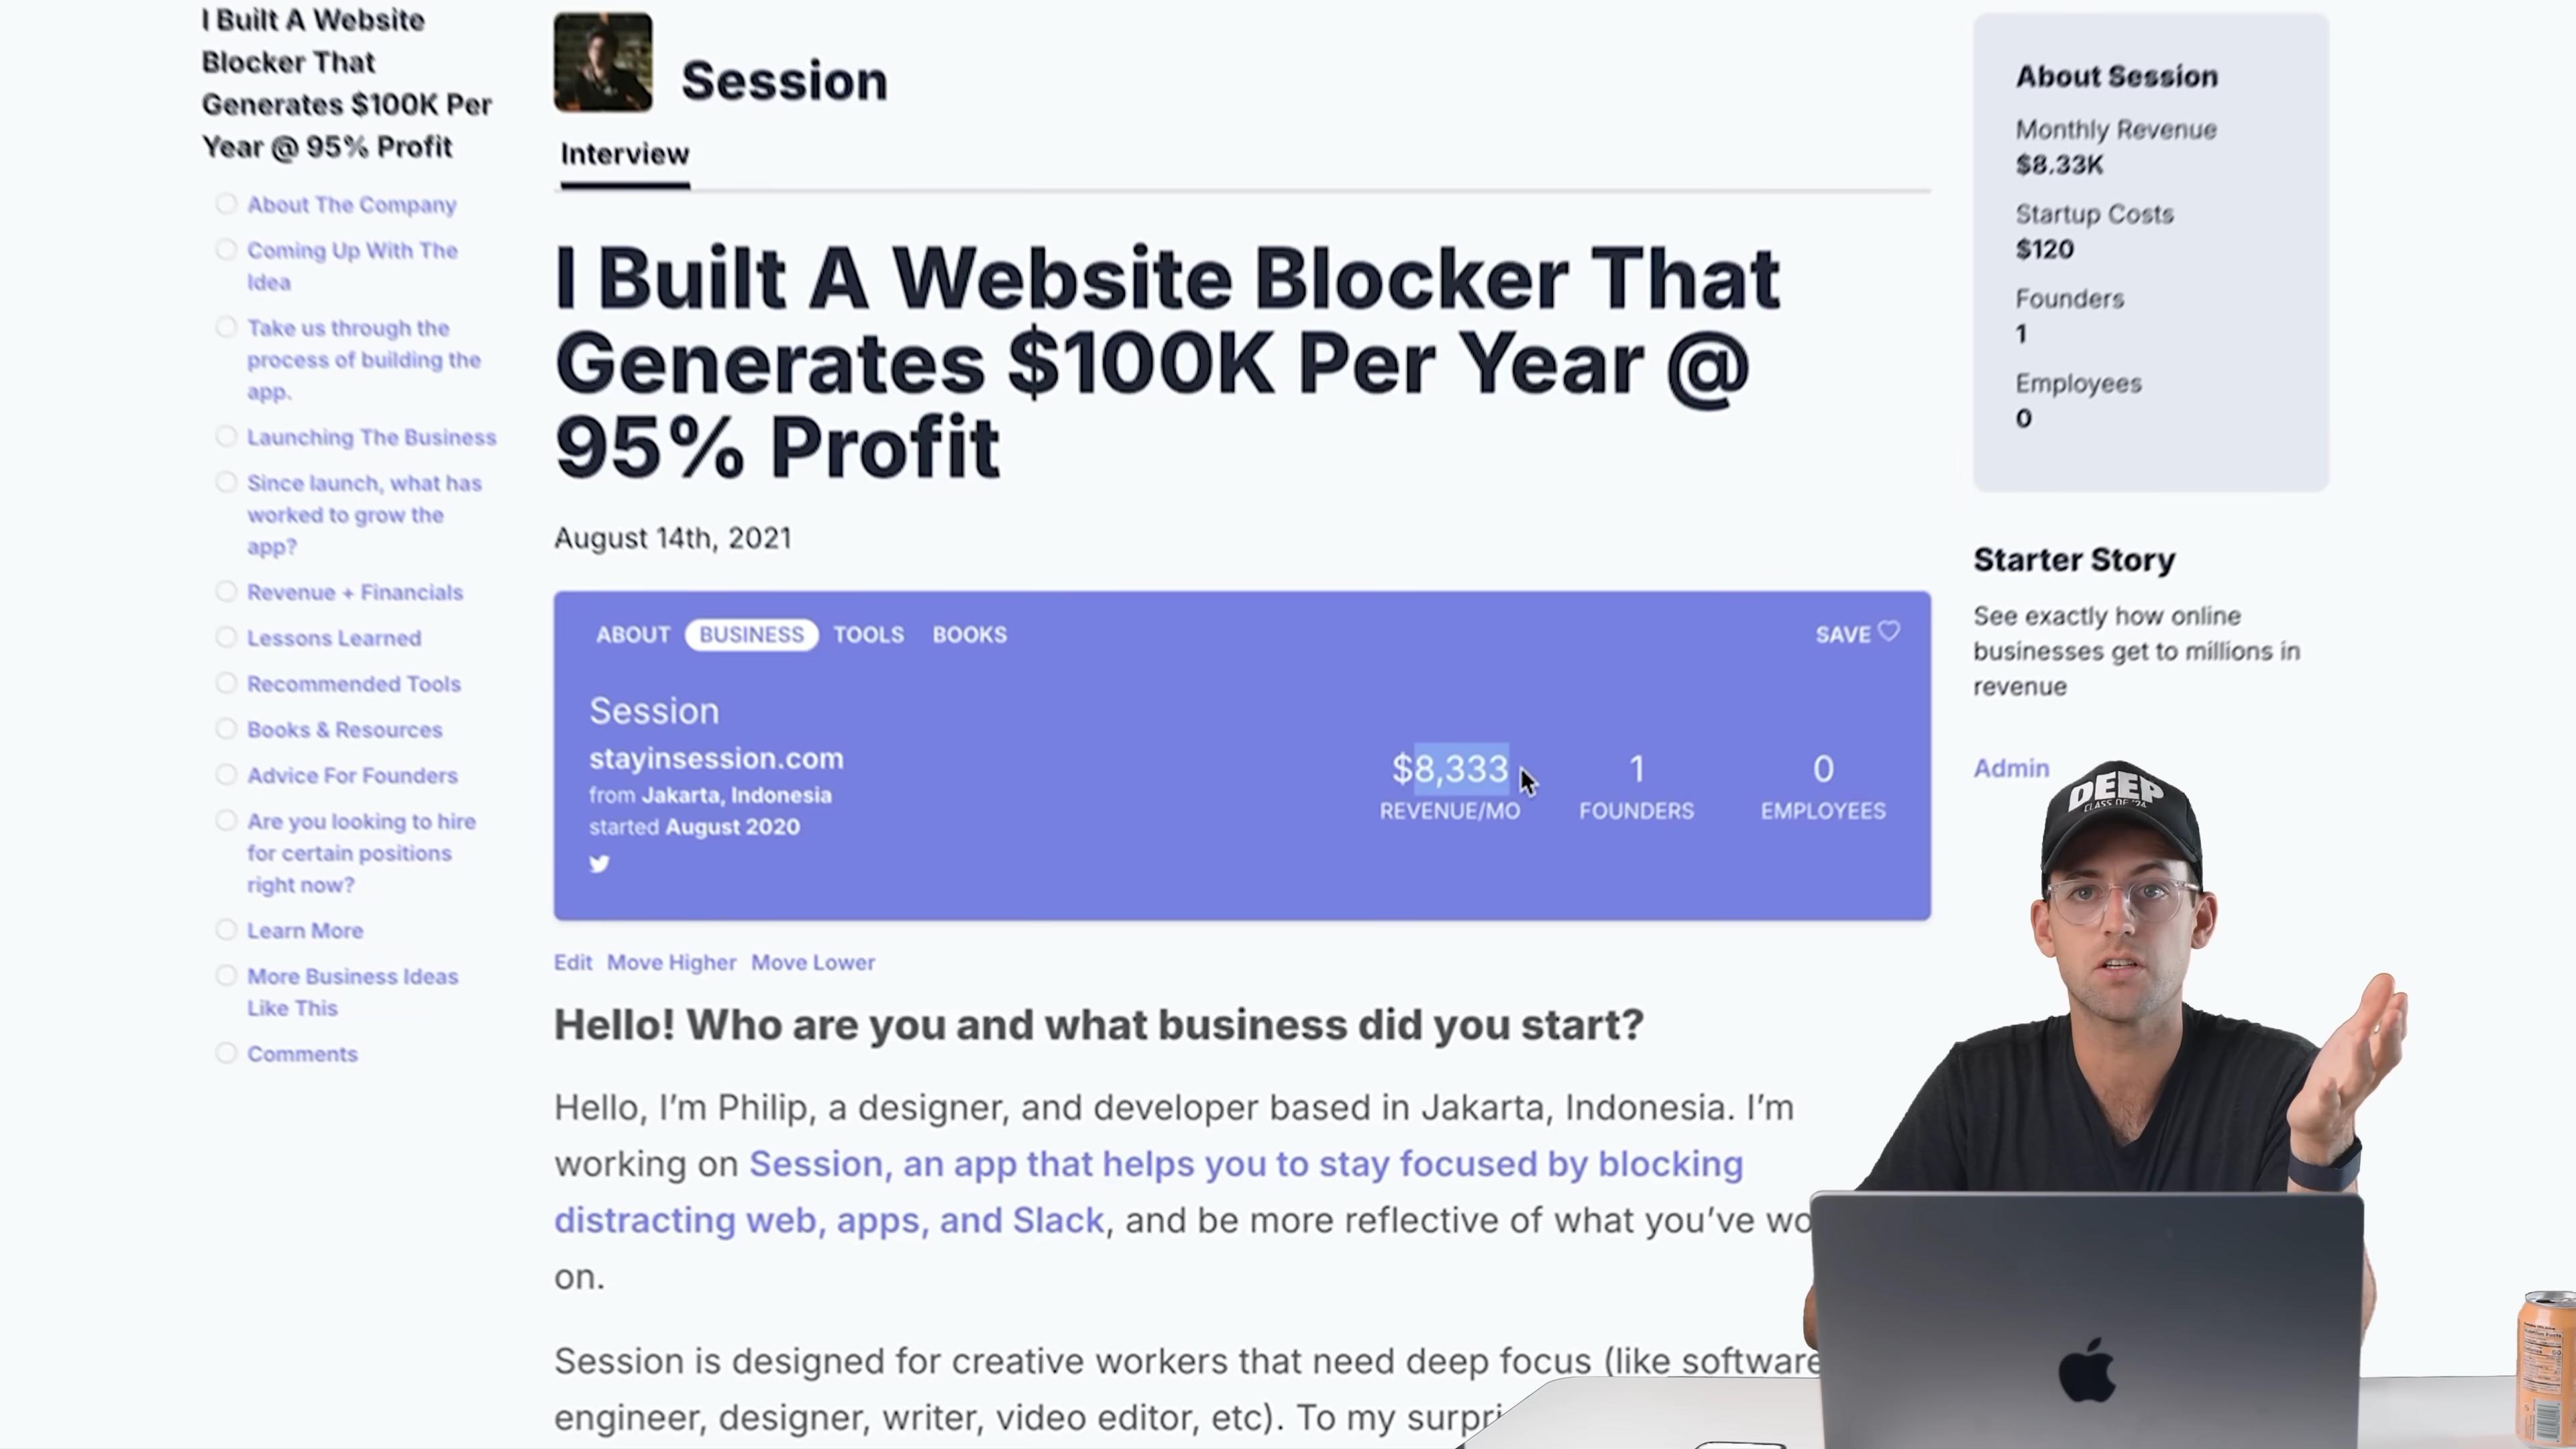 I Built A Website
Blocker That
Generates $100K Per
Year @ 95% Profit
About The Company
Coming Up With The
Idea
Take us through the
process of building the
app.
Launching The Business
Since launch, what has
worked to grow the
app?
Revenue + Financials
Lessons Learned
Recommended Tools
Books & Resources
Advice For Founders
Are you looking to hire
for certain positions
right now?
Learn More
More Business Ideas
Like This
Comments
Session
Interview
I Built A Website Blocker That
Generates $100K Per Year @
95% Profit
August 14th, 2021
ABOUT BUSINESS TOOLS BOOKS SAVE
Session
stayinsession.com
from Jakarta, Indonesia
started August 2020
$8,333 1 0
REVENUE/MO FOUNDERS EMPLOYEES
Edit Move Higher Move Lower
Hello! Who are you and what business did you start?
Hello, I’m Philip, a designer, and developer based in Jakarta, Indonesia. I’m
working on Session, an app that helps you to stay focused by blocking
distracting web, apps, and Slack, and be more reflective of what you’ve wo
on.
Session is designed for creative workers that need deep focus (like software
engineer, designer, writer, video editor, etc). To my surpri
About Session
Monthly Revenue
$8.33K
Startup Costs
$120
Founders
1
Employees
0
Starter Story
See exactly how online
businesses get to millions in
revenue
Admin
DEEP
CLASS OF '24